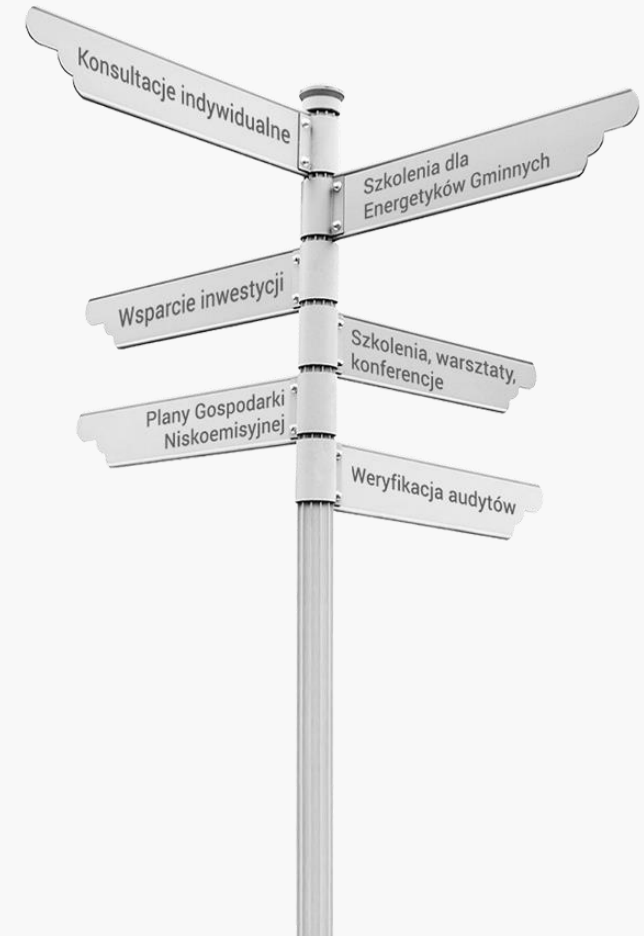 Konsultacje indywidualne
Szkolenia dla
Energetyków Gminnych
Wsparcie inwestycji
Szkolenia, warsztaty,
konferencje
Plany Gospodarki
Niskoemisyjnej
Weryfikacja audytów